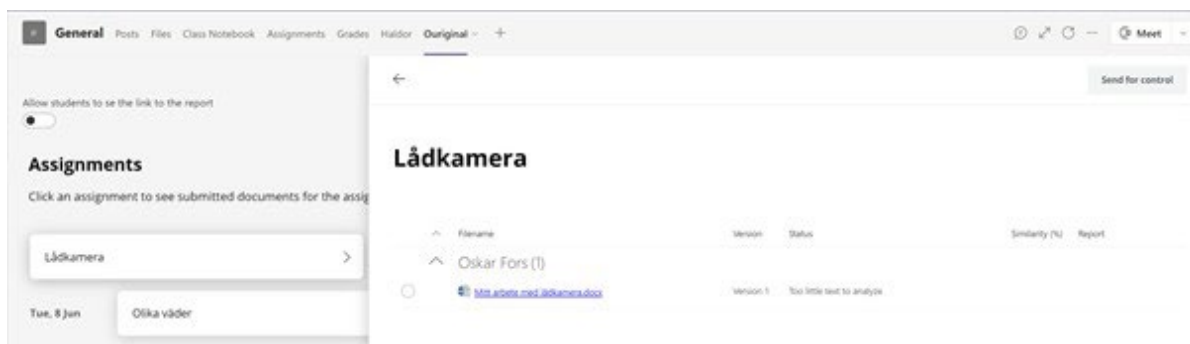 General Posts Files Class Notebook Assignments Grades Haldor Ouriginal
Meet
Send for control
Allow students to se the link to the report
Lådkamera
Assignments
Click an assignment to see submitted documents for the assig
Filename Version Status Similarity (%) Report
Lådkamera
Oskar Fors (1)
Mitt arbete med lådkamera.docx Version 1 Too little text to analyze
Tue, 8 Jun Olika väder